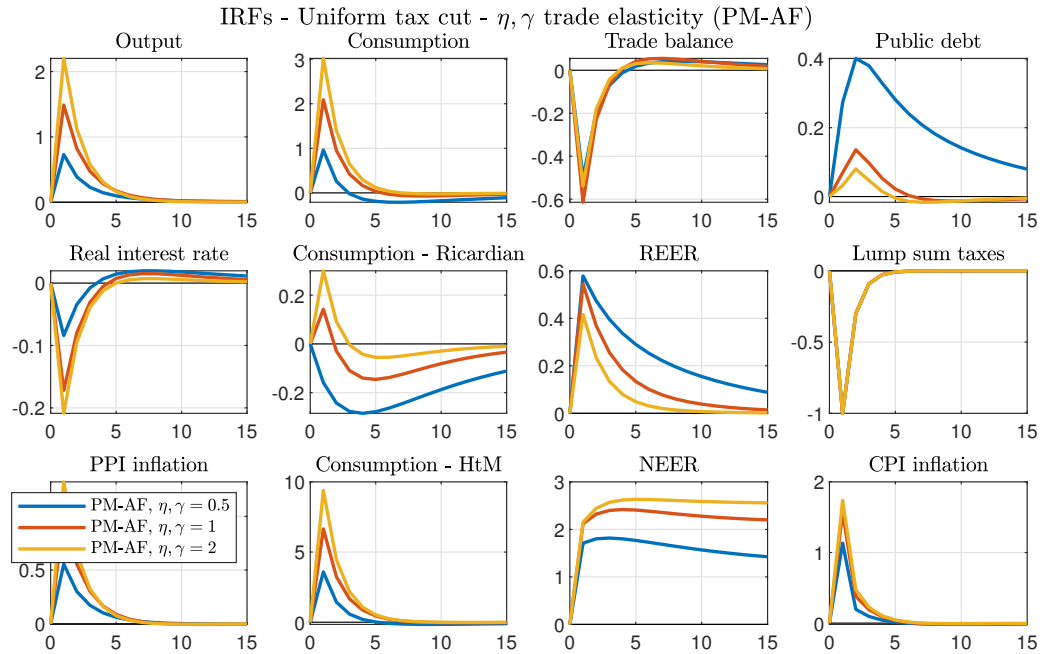 IRFs - Uniform tax cut - η, γ trade elasticity (PM-AF)
Output
Consumption
Trade balance
Public debt
2
1
0
0 5 10 15
3
2
1
0
0 5 10 15
0
-0.2
-0.4
-0.6
0 5 10 15
0.4
0.2
0
0 5 10 15
Real interest rate
Consumption - Ricardian
REER
Lump sum taxes
0
-0.1
-0.2
0 5 10 15
0.2
0
-0.2
0 5 10 15
0.6
0.4
0.2
0
0 5 10 15
0
-0.5
-1
0 5 10 15
PPI inflation
Consumption - HtM
NEER
CPI inflation
PM-AF, η, γ = 0.5
PM-AF, η, γ = 1
PM-AF, η, γ = 2
0.5
0
0 5 10 15
10
5
0
0 5 10 15
3
2
1
0
0 5 10 15
2
1
0
0 5 10 15